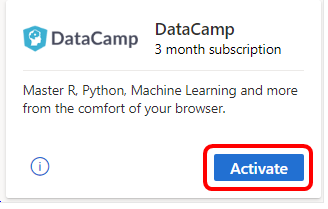 DataCamp
DataCamp
3 month subscription
Master R, Python, Machine Learning and more
from the comfort of your browser.
Activate